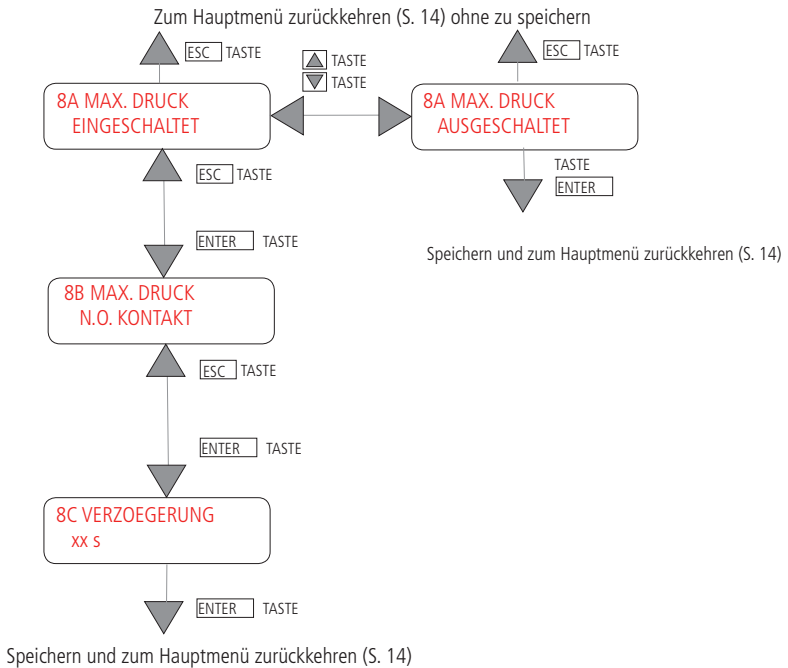 Zum Hauptmenü zurückkehren (S. 14) ohne zu speichern
ESC TASTE
TASTE
TASTE
ESC TASTE
8A MAX. DRUCK
EINGESCHALTET
8A MAX. DRUCK
AUSGESCHALTET
ESC TASTE
TASTE
ENTER
ENTER TASTE
Speichern und zum Hauptmenü zurückkehren (S. 14)
8B MAX. DRUCK
N.O. KONTAKT
ESC TASTE
ENTER TASTE
8C VERZOEGERUNG
xx s
ENTER TASTE
Speichern und zum Hauptmenü zurückkehren (S. 14)